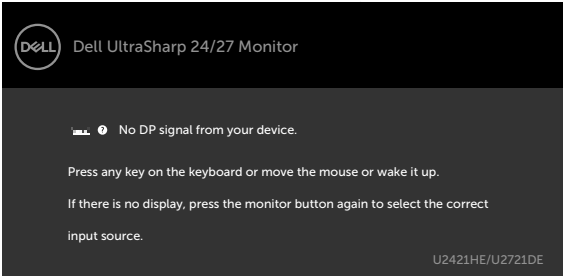 DELL
Dell UltraSharp 24/27 Monitor
? No DP signal from your device.
Press any key on the keyboard or move the mouse or wake it up.
If there is no display, press the monitor button again to select the correct
input source.
U2421HE/U2721DE